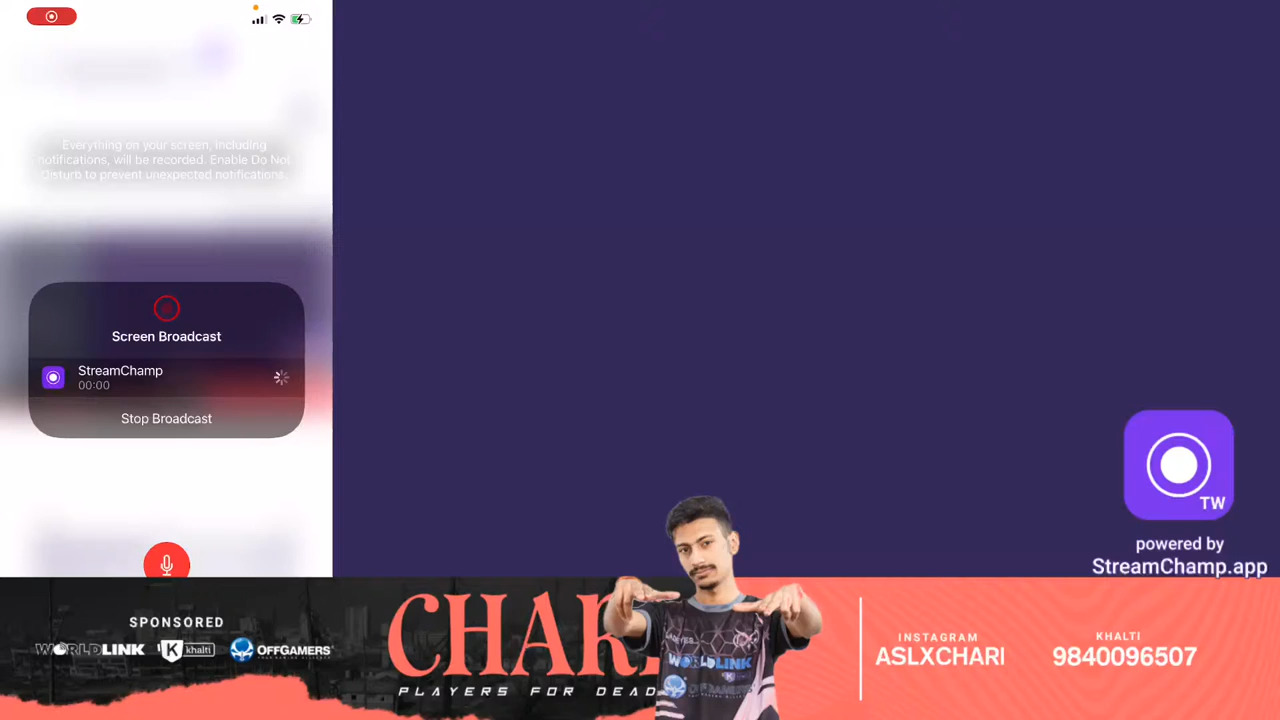 Everything on your screen, including
notifications, will be recorded. Enable Do Not
Disturb to prevent unexpected notifications.
Screen Broadcast
StreamChamp
00:00
Stop Broadcast
TW
powered by
StreamChamp.app
SPONSORED
WORLDLINK
K khalti
OFFGAMERS
CHAR
PLAYERS FOR DEAD
WORLDLINK
OFFGAMERS
INSTAGRAM
ASLXCHARI
KHALTI
9840096507